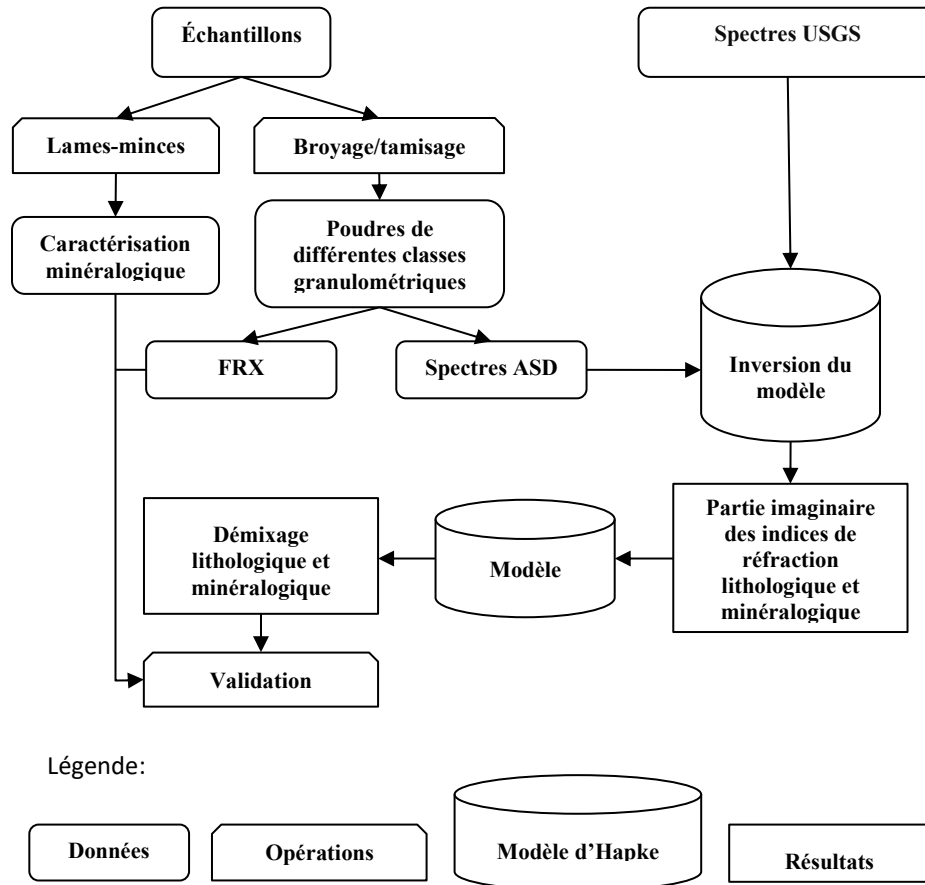 Échantillons
Spectres USGS
Lames-minces
Broyage/tamisage
Caractérisation
minéralogique
Poudres de
différentes classes
granulométriques
FRX
Spectres ASD
Inversion du
modèle
Démixage
lithologique et
minéralogique
Modèle
Partie imaginaire
des indices de
réfraction
lithologique et
minéralogique
Validation
Légende:
Données
Opérations
Modèle d’Hapke
Résultats